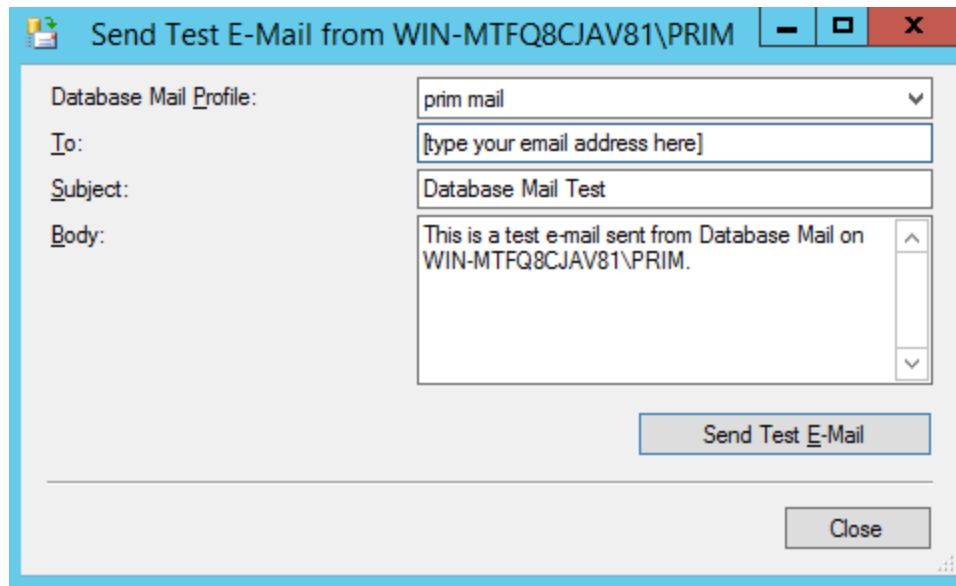 Send Test E-Mail from WIN-MTFQ8CJAV81\PRIM
Database Mail Profile:
prim mail
To:
[type your email address here]
Subject:
Database Mail Test
Body:
This is a test e-mail sent from Database Mail on
WIN-MTFQ8CJAV81\PRIM.
Send Test E-Mail
Close